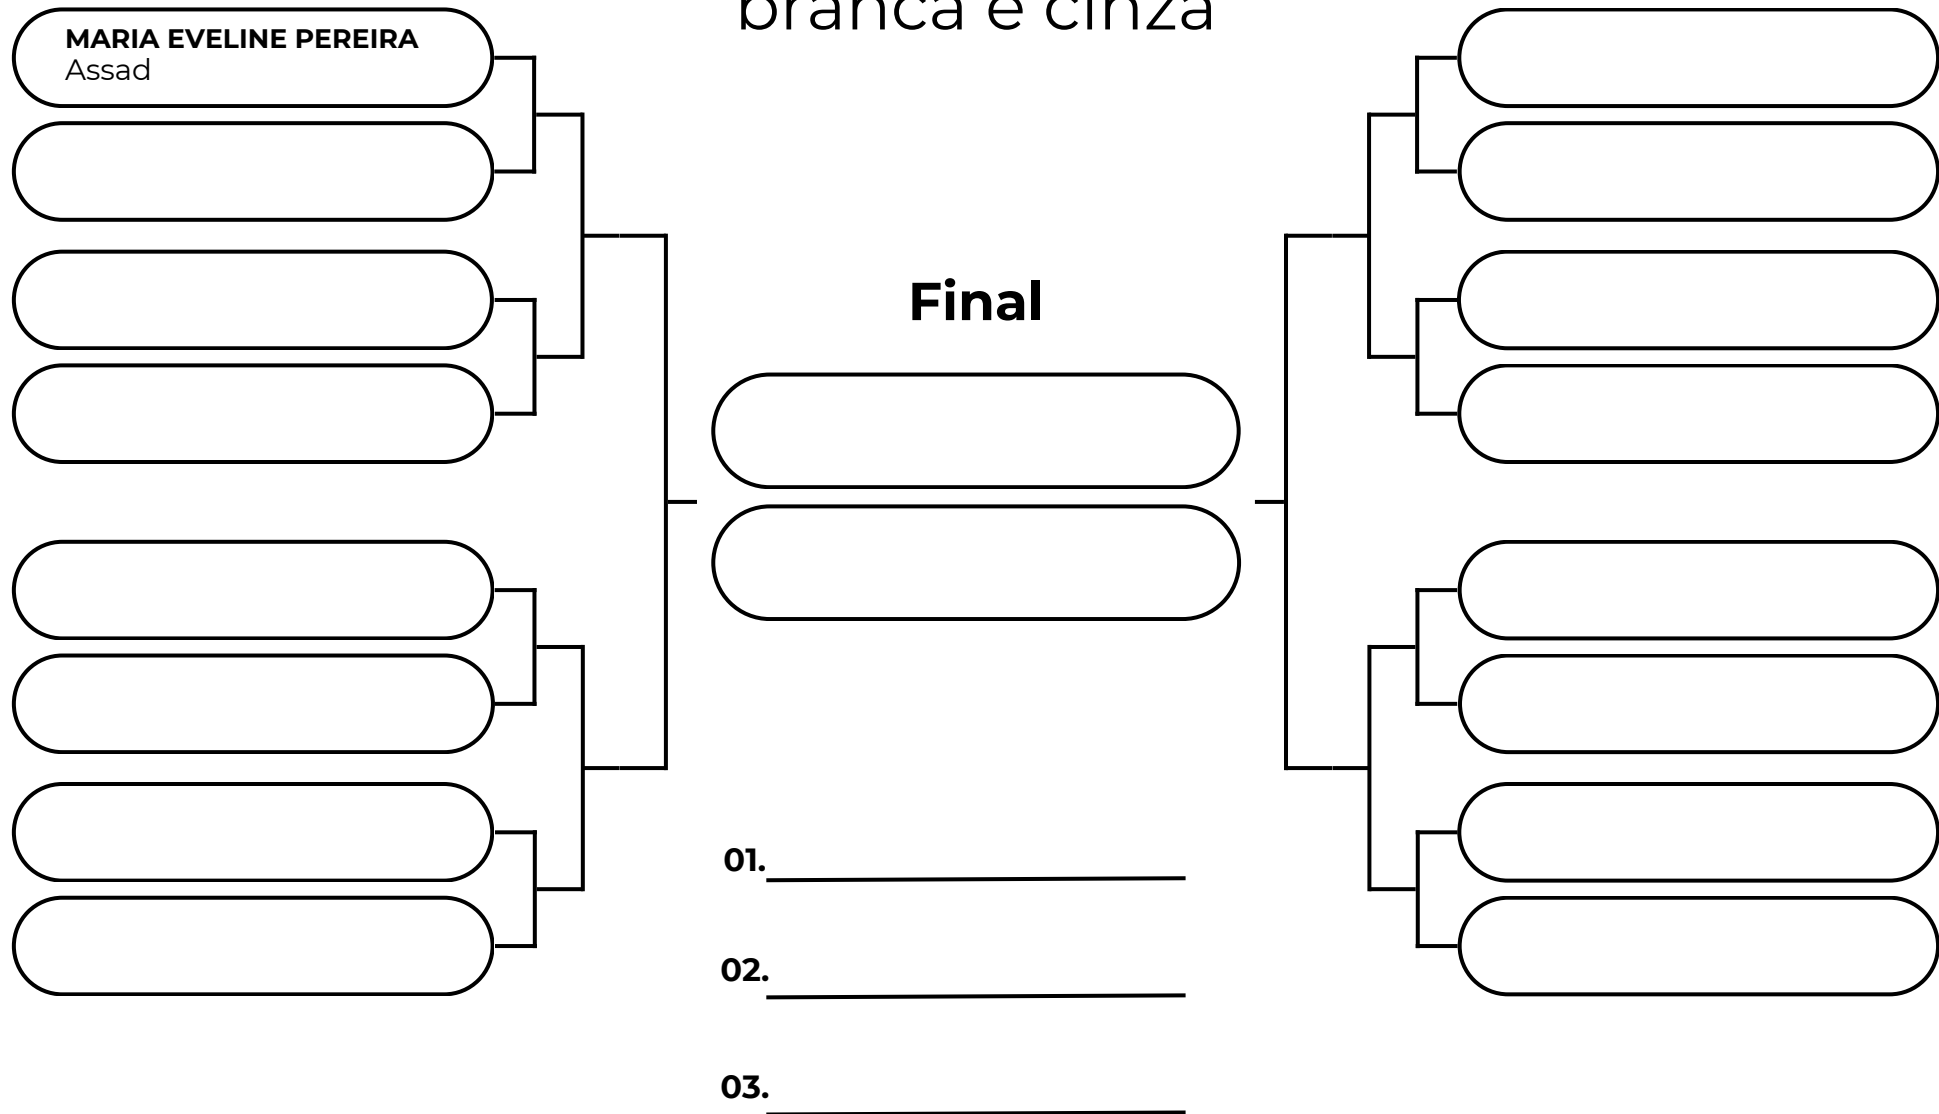 branca e cinza
MARIA EVELINE PEREIRA
Assad
Final
01.
02.
03.